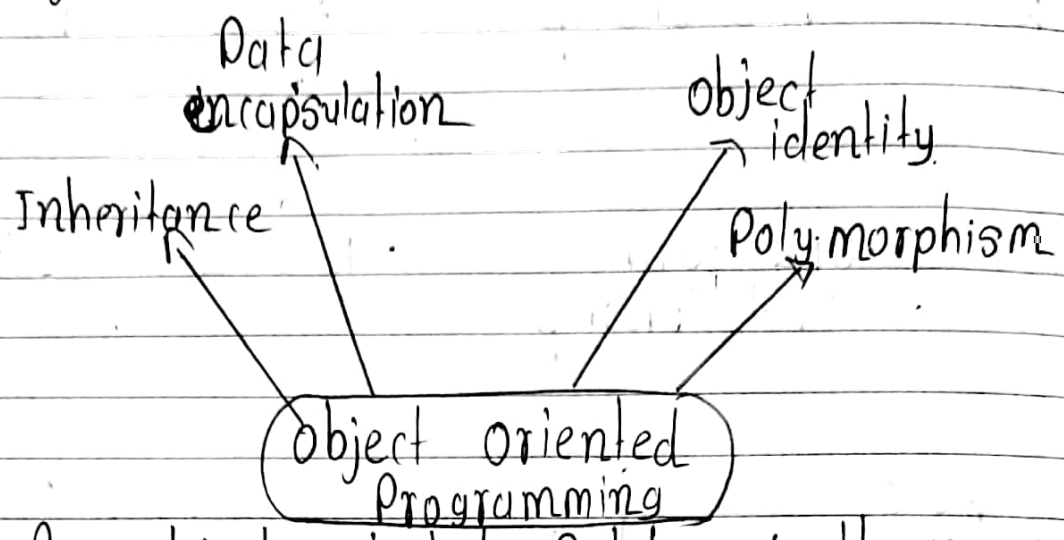 Data
encapsulation
object
identity
Inheritance
Polymorphism
object oriented
Programming